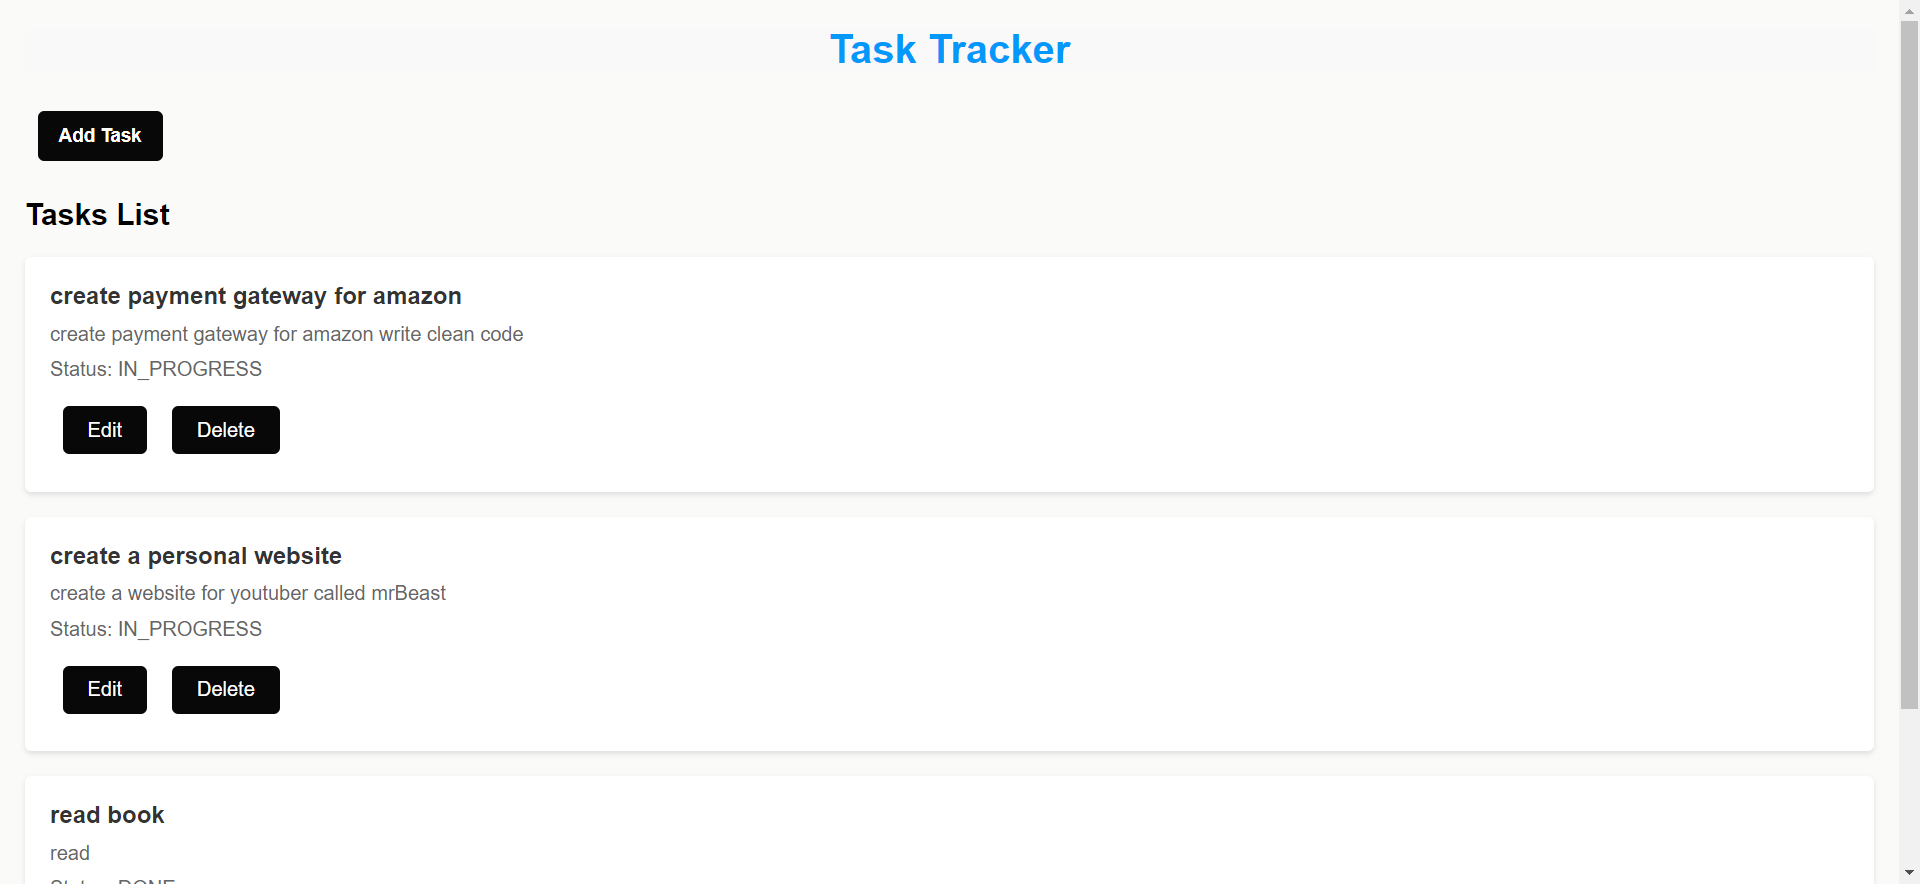 Task Tracker
Add Task
Tasks List
create payment gateway for amazon
create payment gateway for amazon write clean code
Status: IN_PROGRESS
Edit Delete
create a personal website
create a website for youtuber called mrBeast
Status: IN_PROGRESS
Edit Delete
read book
read
Status: DONE